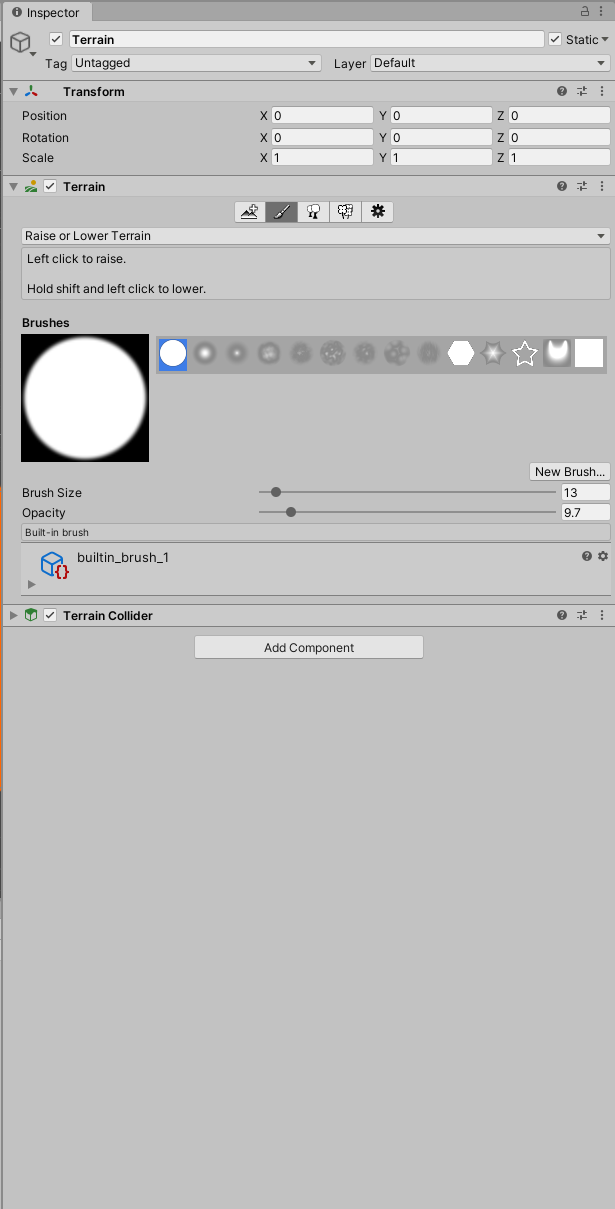 Inspector
Terrain Static
Tag Untagged Layer Default
Transform
Position X 0 Y 0 Z 0
Rotation X 0 Y 0 Z 0
Scale X 1 Y 1 Z 1
Terrain
Raise or Lower Terrain
Left click to raise.
Hold shift and left click to lower.
Brushes
New Brush...
Brush Size 13
Opacity 9.7
Built-in brush
builtin_brush_1
Terrain Collider
Add Component